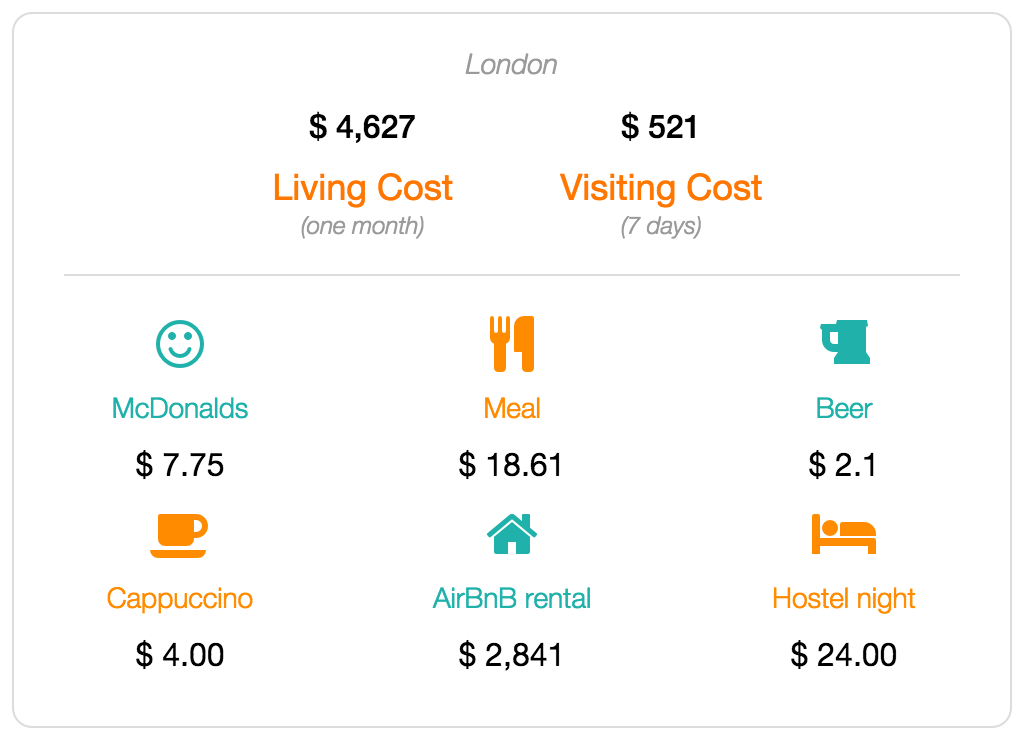 London
$ 4,627 $ 521
Living Cost Visiting Cost
(one month) (7 days)
McDonalds Meal Beer
$ 7.75 $ 18.61 $ 2.1
Cappuccino AirBnB rental Hostel night
$ 4.00 $ 2,841 $ 24.00